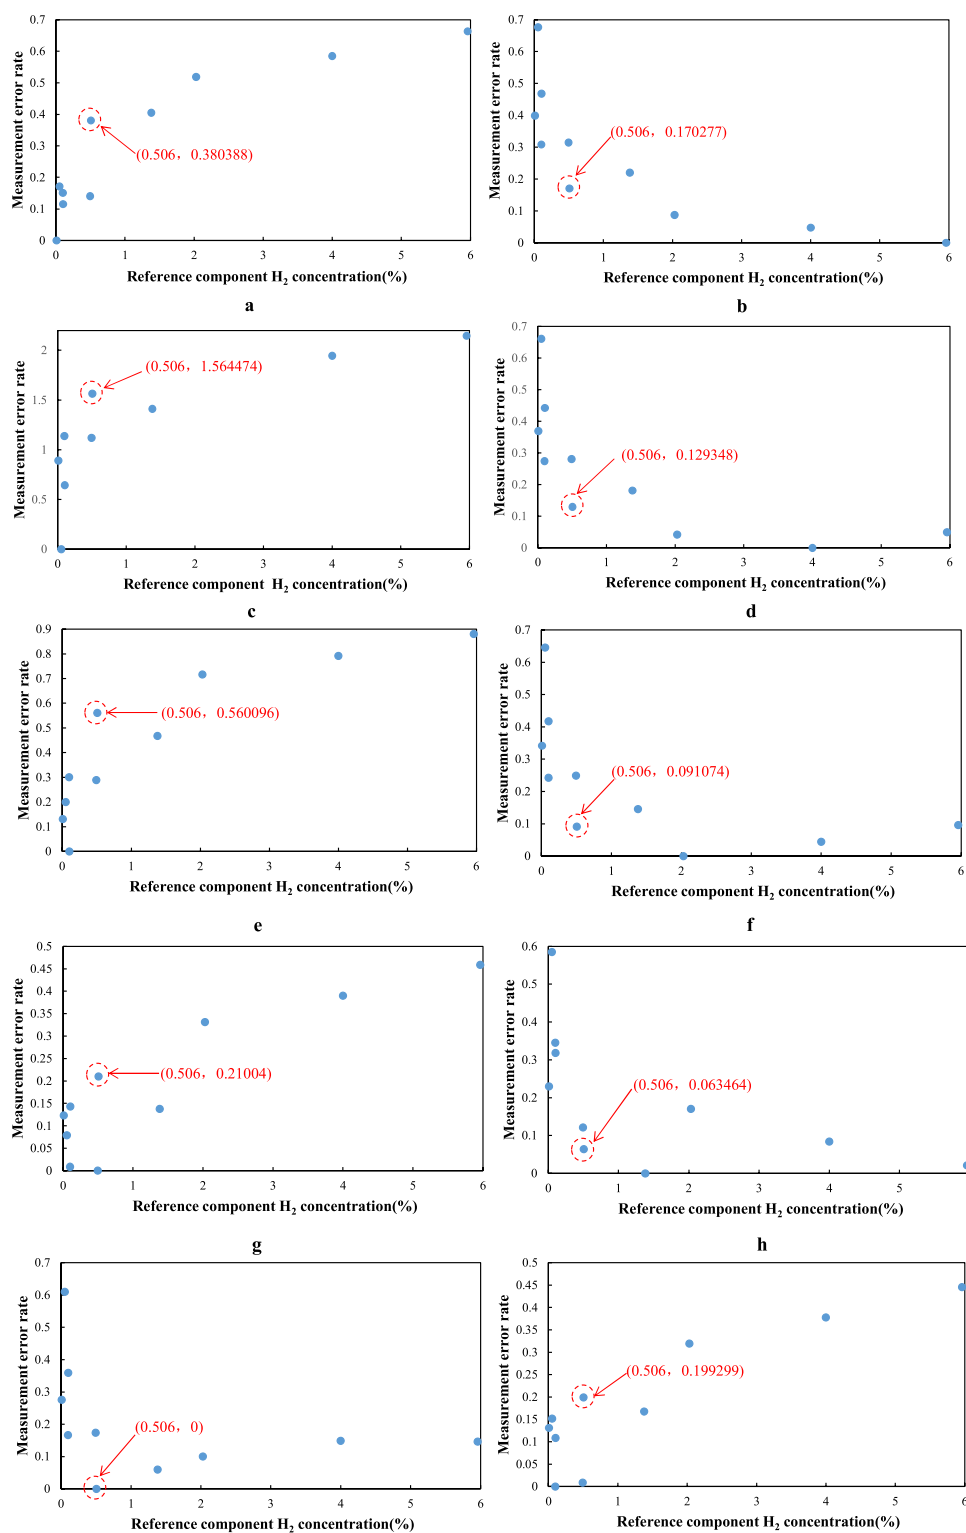 Measurement error rate
0.7
0.6
0.5
0.4
0.3
0.2
0.1
0
(0.506, 0.380388)
0 1 2 3 4 5 6
Reference component H2 concentration(%)
a
Measurement error rate
0.7
0.6
0.5
0.4
0.3
0.2
0.1
0
(0.506, 0.170277)
0 1 2 3 4 5 6
Reference component H2 concentration(%)
b
Measurement error rate
2
1.5
1
0.5
0
(0.506, 1.564474)
0 1 2 3 4 5 6
Reference component H2 concentration(%)
c
Measurement error rate
0.7
0.6
0.5
0.4
0.3
0.2
0.1
0
(0.506, 0.129348)
0 1 2 3 4 5 6
Reference component H2 concentration(%)
d
Measurement error rate
0.9
0.8
0.7
0.6
0.5
0.4
0.3
0.2
0.1
0
(0.506, 0.560096)
0 1 2 3 4 5 6
Reference component H2 concentration(%)
e
Measurement error rate
0.7
0.6
0.5
0.4
0.3
0.2
0.1
0
(0.506, 0.091074)
0 1 2 3 4 5 6
Reference component H2 concentration(%)
f
Measurement error rate
0.5
0.45
0.4
0.35
0.3
0.25
0.2
0.15
0.1
0.05
0
(0.506, 0.21004)
0 1 2 3 4 5 6
Reference component H2 concentration(%)
g
Measurement error rate
0.6
0.5
0.4
0.3
0.2
0.1
0
(0.506, 0.063464)
0 1 2 3 4 5
Reference component H2 concentration(%)
h
Measurement error rate
0.7
0.6
0.5
0.4
0.3
0.2
0.1
0
(0.506, 0)
0 1 2 3 4 5 6
Reference component H2 concentration(%)
Measurement error rate
0.5
0.45
0.4
0.35
0.3
0.25
0.2
0.15
0.1
0.05
0
(0.506, 0.199299)
0 1 2 3 4 5 6
Reference component H2 concentration(%)